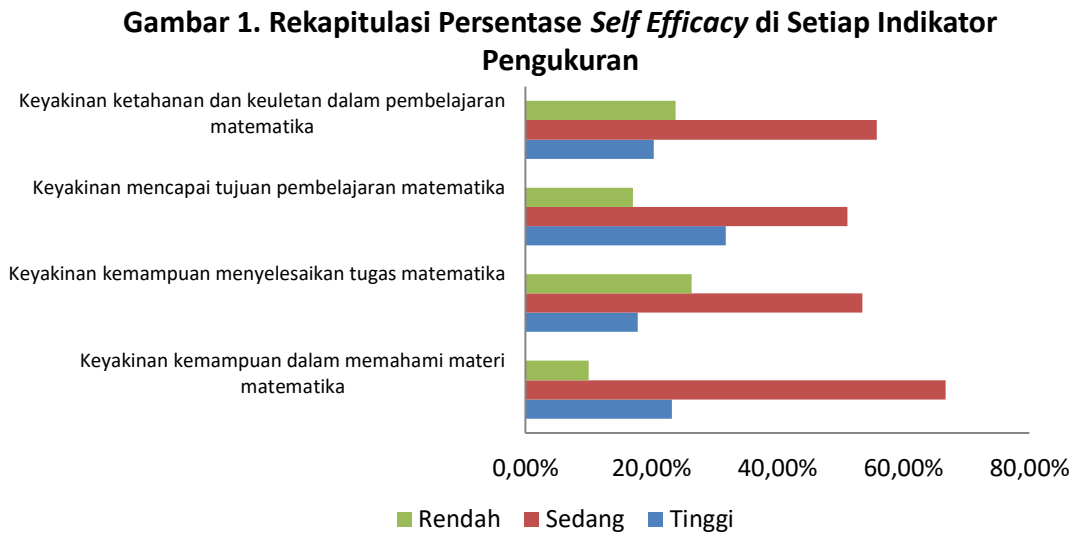 Gambar 1. Rekapitulasi Persentase Self Efficacy di Setiap Indikator
Pengukuran
Keyakinan ketahanan dan keuletan dalam pembelajaran
matematika
Keyakinan mencapai tujuan pembelajaran matematika
Keyakinan kemampuan menyelesaikan tugas matematika
Keyakinan kemampuan dalam memahami materi
matematika
0,00% 20,00% 40,00% 60,00% 80,00%
Rendah Sedang Tinggi